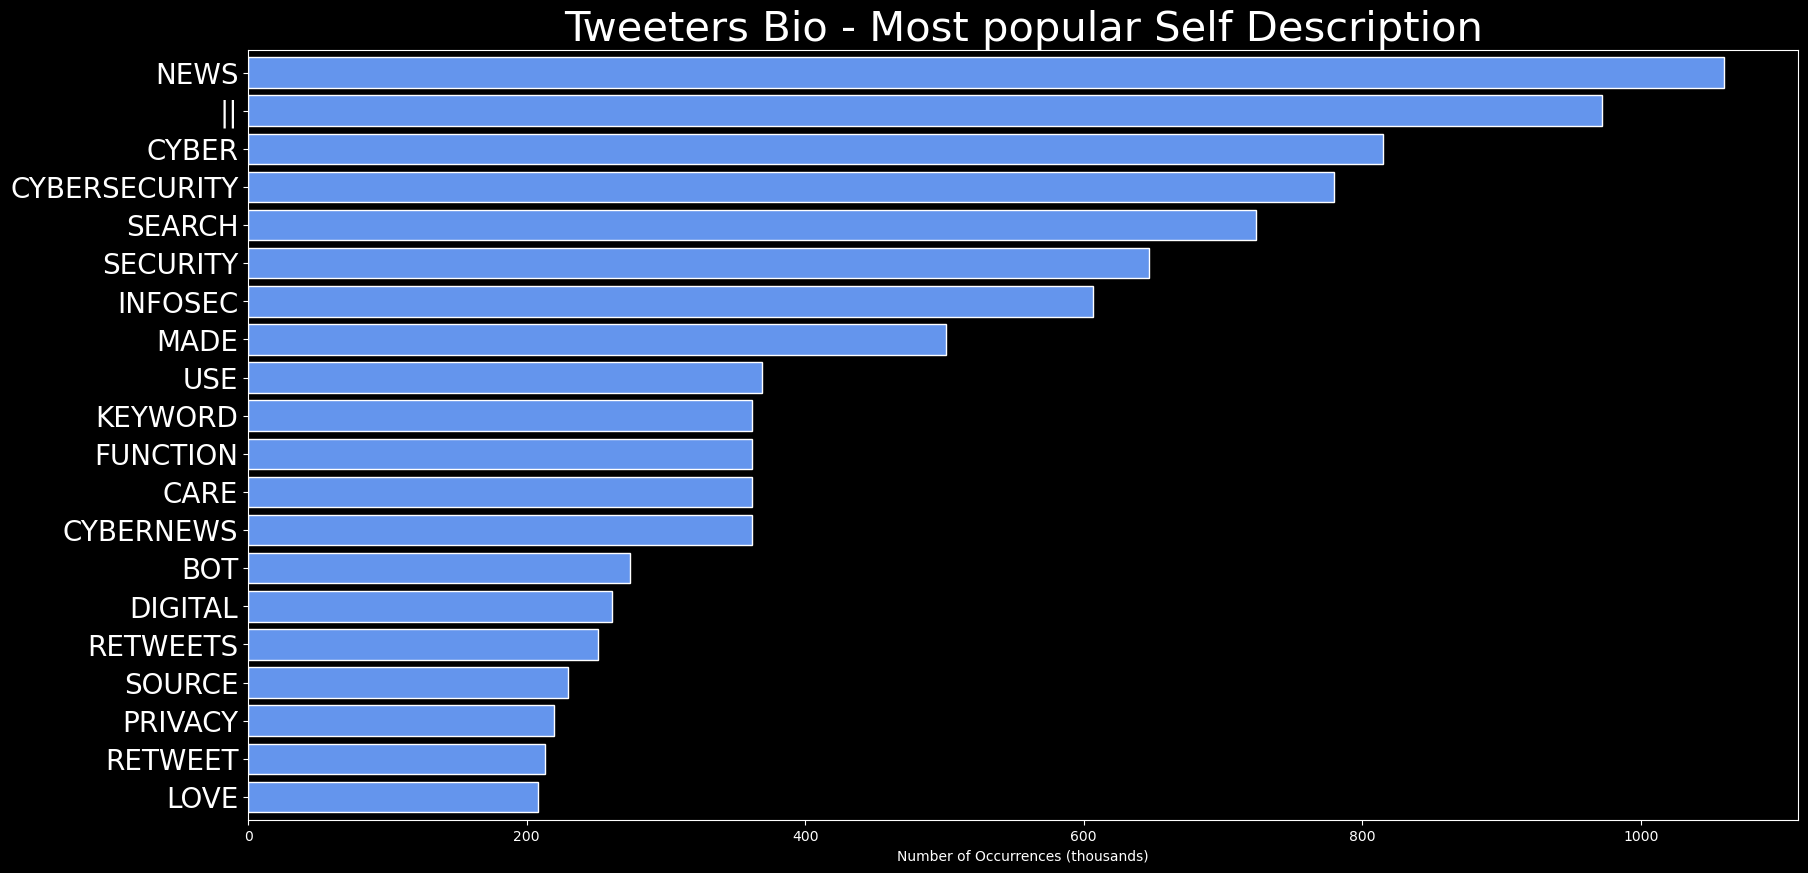 Tweeters Bio - Most popular Self Description
NEWS
||
CYBER
CYBERSECURITY
SEARCH
SECURITY
INFOSEC
MADE
USE
KEYWORD
FUNCTION
CARE
CYBERNEWS
BOT
DIGITAL
RETWEETS
SOURCE
PRIVACY
RETWEET
LOVE
0 200 400 600 800 1000
Number of Occurrences (thousands)